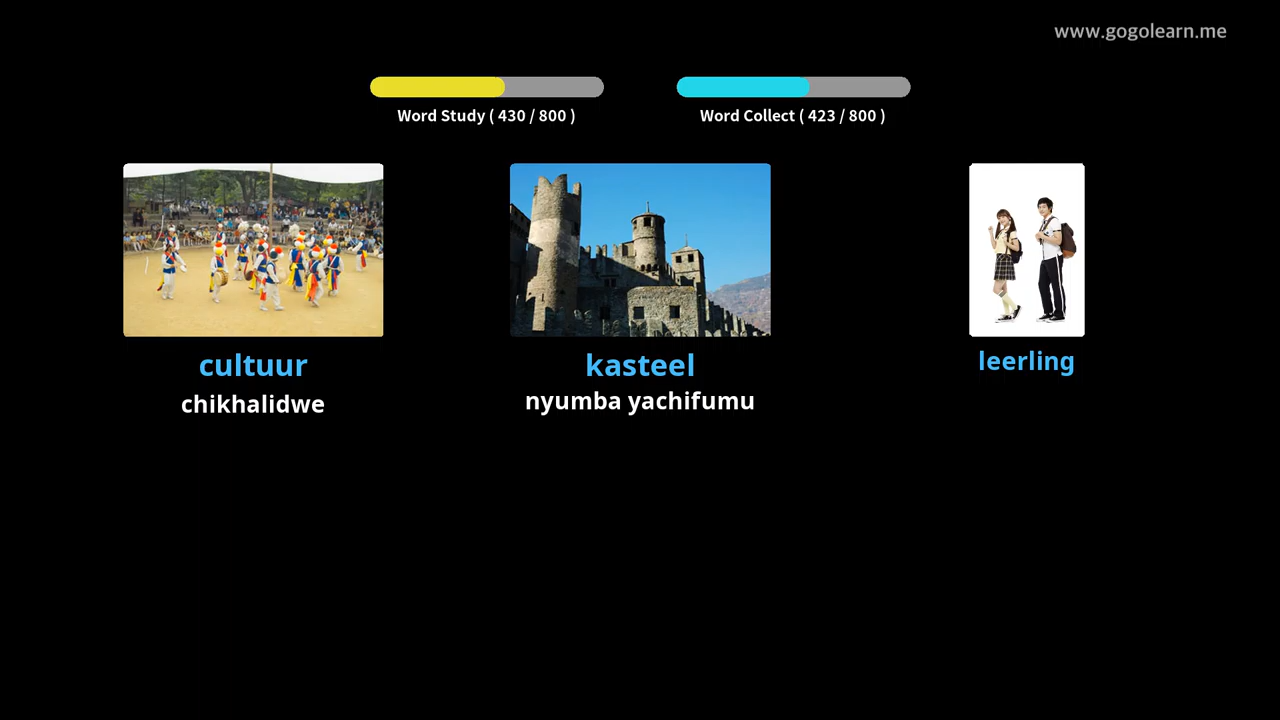 www.gogolearn.me
Word Study ( 430 / 800 )
Word Collect ( 423 / 800 )
cultuur
chikhalidwe
kasteel
nyumba yachifumu
leerling